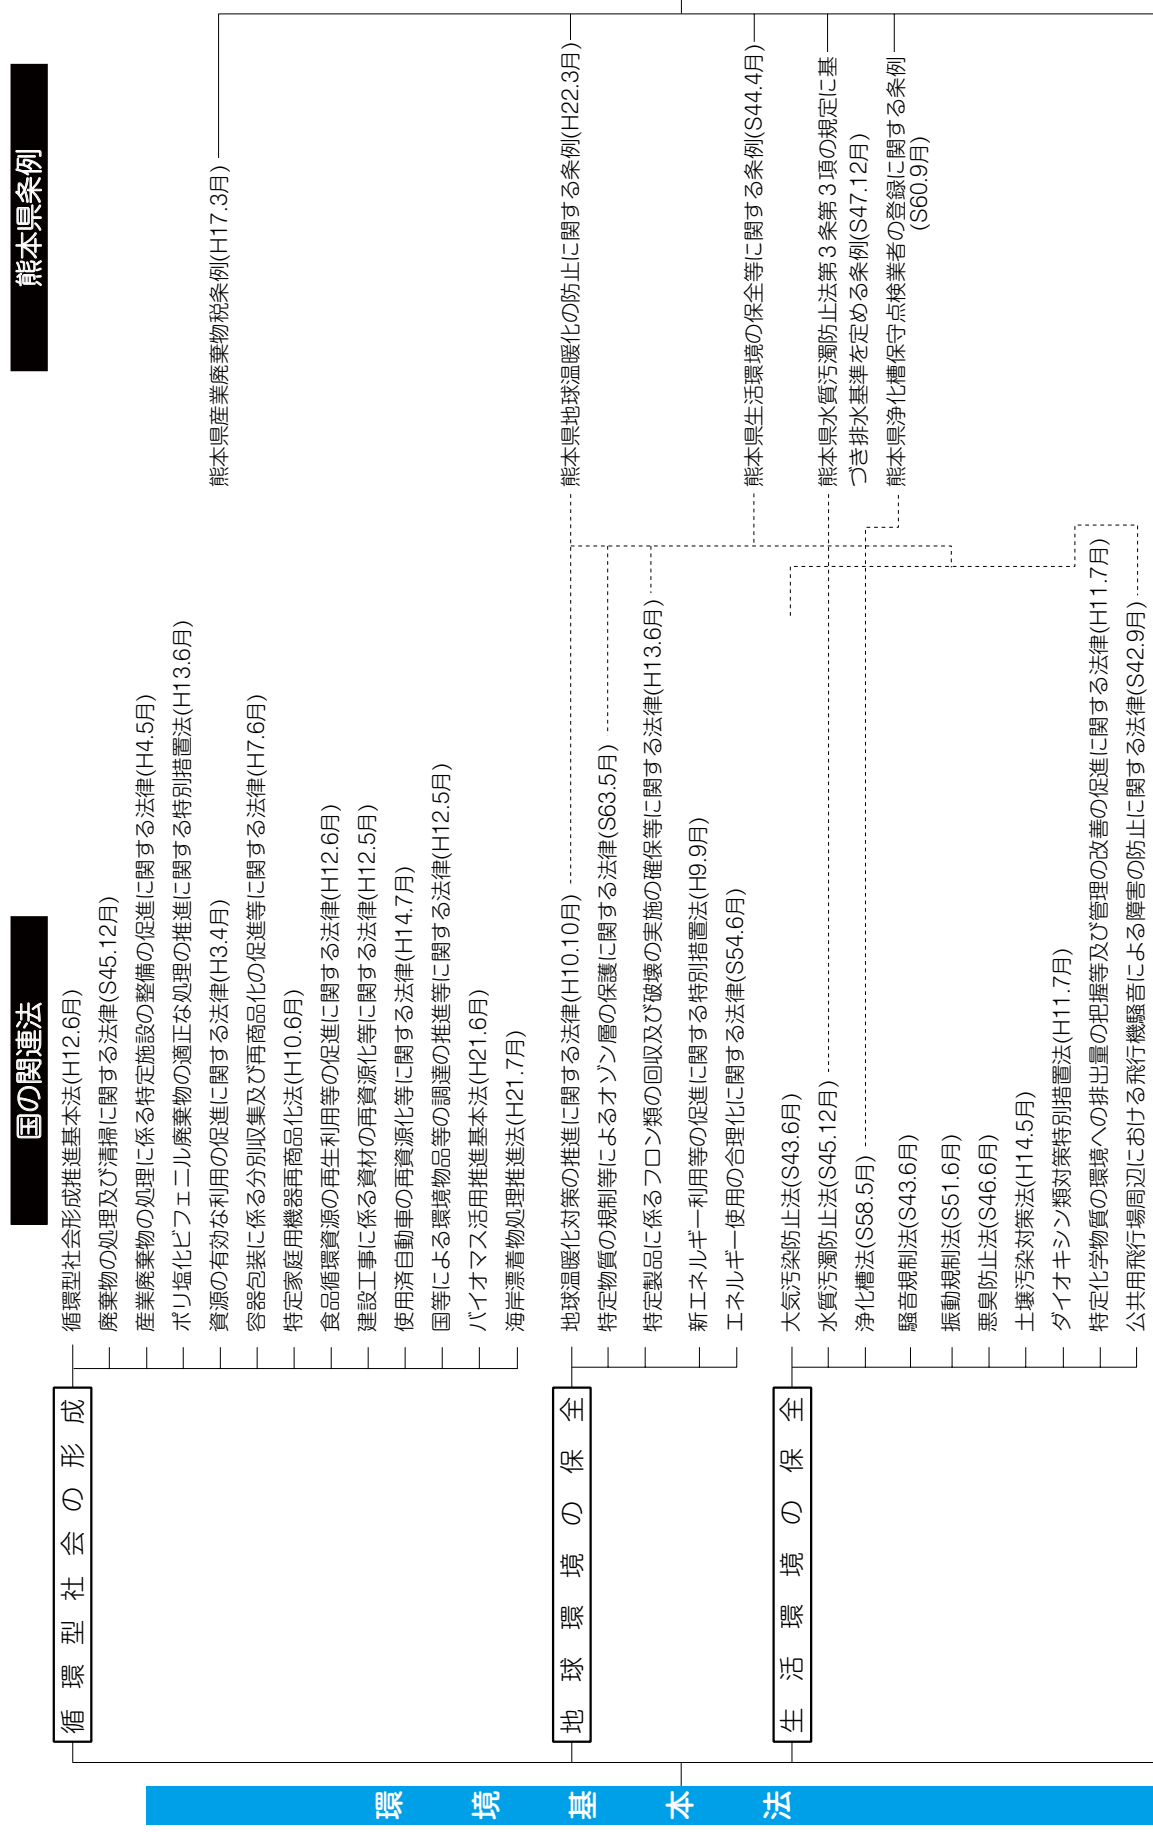 国の関連法
熊本県条例
環境基本法
循環型社会の形成
循環型社会形成推進基本法(H12.6月)
廃棄物の処理及び清掃に関する法律(S45.12月)
産業廃棄物の処理に係る特定施設の整備の促進に関する法律(H4.5月)
ポリ塩化ビフェニル廃棄物の適正な処理の推進に関する特別措置法(H13.6月)
資源の有効な利用の促進に関する法律(H3.4月)
容器包装に係る分別収集及び再商品化の促進等に関する法律(H7.6月)
特定家庭用機器再商品化法(H10.6月)
食品循環資源の再生利用等の促進に関する法律(H12.6月)
建設工事に係る資材の再資源化等に関する法律(H12.5月)
使用済自動車の再資源化等に関する法律(H14.7月)
国等による環境物品等の調達の推進等に関する法律(H12.5月)
バイオマス活用推進基本法(H21.6月)
海岸漂着物処理推進法(H21.7月)
熊本県産業廃棄物税条例(H17.3月)
地球環境の保全
地球温暖化対策の推進に関する法律(H10.10月)
特定物質の規制等によるオゾン層の保護に関する法律(S63.5月)
特定製品に係るフロン類の回収及び破壊の実施の確保等に関する法律(H13.6月)
新エネルギー利用等の促進に関する特別措置法(H9.9月)
エネルギー使用の合理化に関する法律(S54.6月)
熊本県地球温暖化の防止に関する条例(H22.3月)
熊本県生活環境の保全等に関する条例(S44.4月)
生活環境の保全
大気汚染防止法(S43.6月)
水質汚濁防止法(S45.12月)
浄化槽法(S58.5月)
騒音規制法(S43.6月)
振動規制法(S51.6月)
悪臭防止法(S46.6月)
土壌汚染対策法(H14.5月)
ダイオキシン類対策特別措置法(H11.7月)
特定化学物質の環境への排出量の把握等及び管理の改善の促進に関する法律(H11.7月)
公共用飛行場周辺における飛行機騒音による障害の防止に関する法律(S42.9月)
熊本県水質汚濁防止法第３条第３項の規定に基
づき排水基準を定める条例(S47.12月)
熊本県浄化槽保守点検業者の登録に関する条例
(S60.9月)